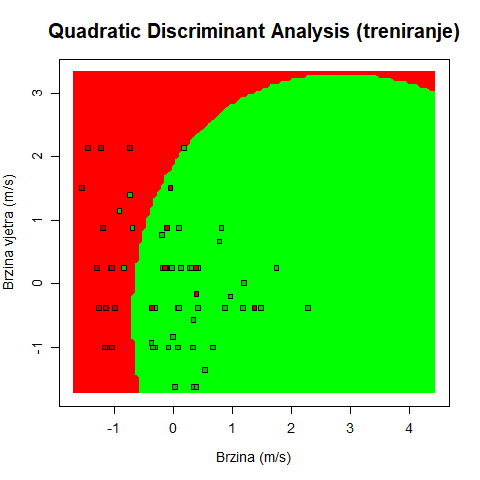 Quadratic Discriminant Analysis (treniranje)
Brzina vjetra (m/s)
3
2
1
0
-1
-1 0 1 2 3 4
Brzina (m/s)